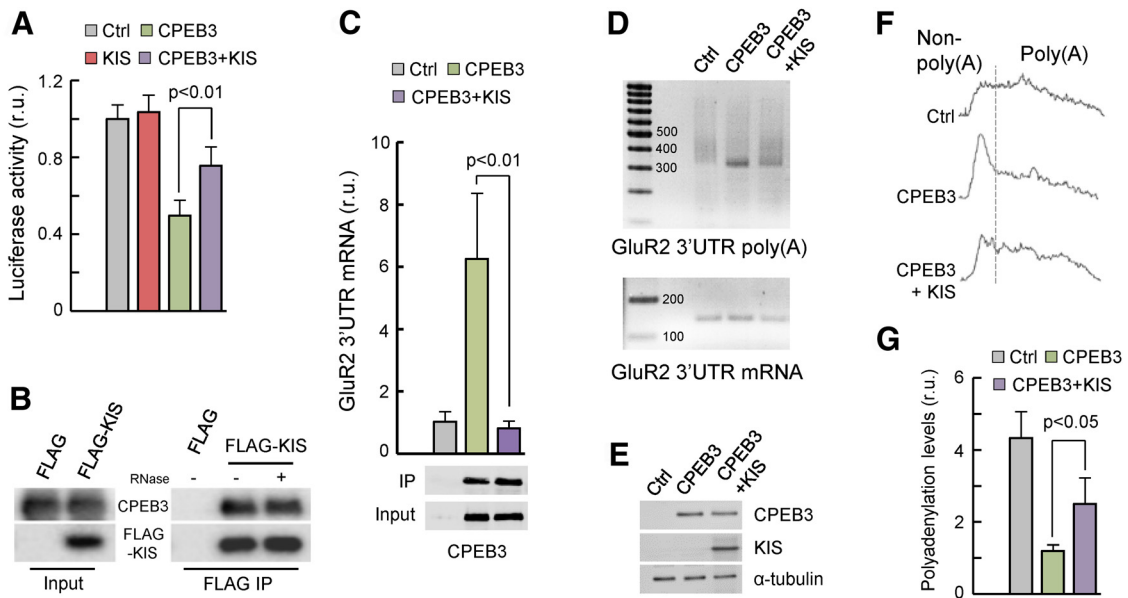 A
Ctrl CPEB3
KIS CPEB3+KIS
Luciferase activity (r.u.)
1.2
0.8
0.4
0
p<0.01
B
FLAG
FLAG-KIS
FLAG
FLAG-KIS
RNase - - +
CPEB3
FLAG
-KIS
Input
FLAG IP
C
Ctrl CPEB3
CPEB3+KIS
GluR2 3’UTR mRNA (r.u.)
10
8
6
4
2
0
p<0.01
IP
Input
CPEB3
D
Ctrl
CPEB3
CPEB3
+KIS
500
400
300
GluR2 3’UTR poly(A)
200
100
GluR2 3’UTR mRNA
E
Ctrl
CPEB3
CPEB3
+KIS
CPEB3
KIS
α-tubulin
F
Non-
poly(A)
Poly(A)
Ctrl
CPEB3
CPEB3
+ KIS
G
Ctrl CPEB3
CPEB3+KIS
Polyadenylation levels (r.u.)
6
4
2
0
p<0.05